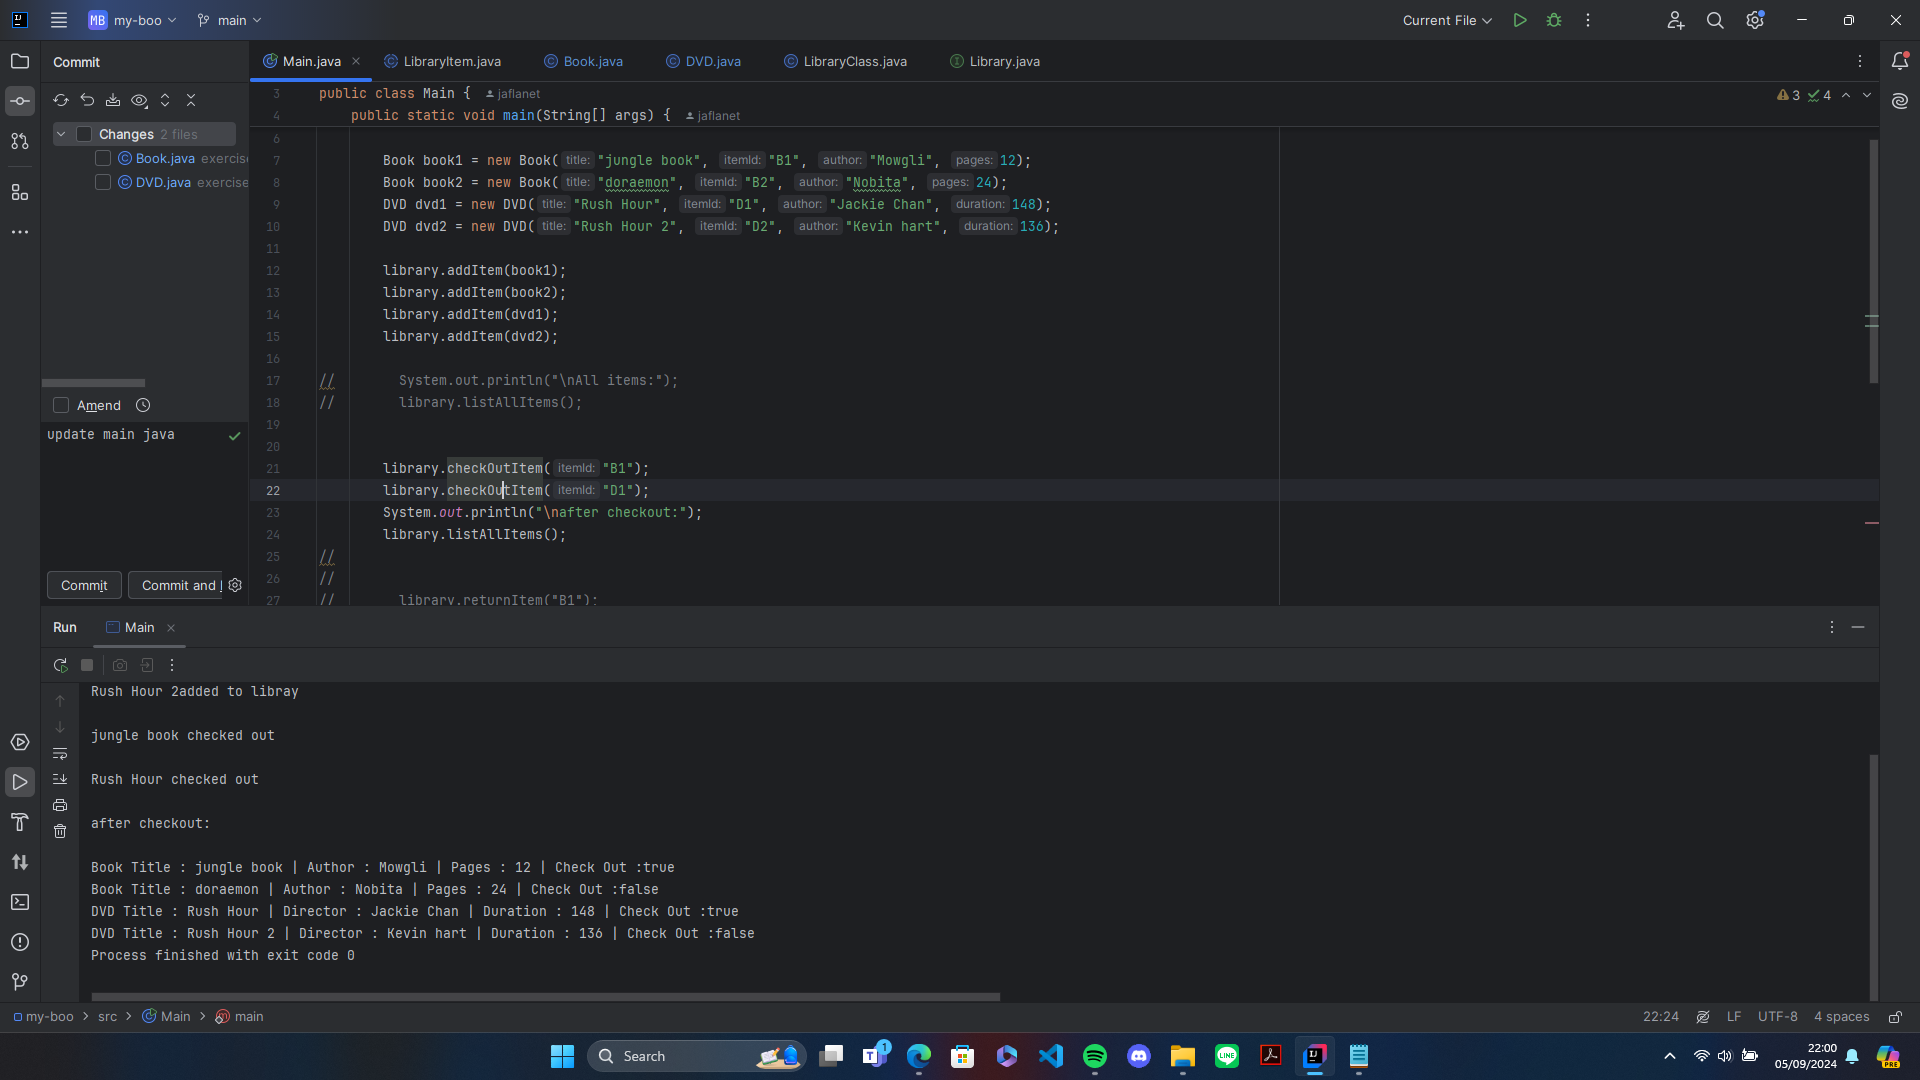 MB my-boo main Current File
Commit
Main.java LibraryItem.java Book.java DVD.java LibraryClass.java Library.java
3 public class Main { jaflanet
4 public static void main(String[] args) { jaflanet
3 4
Changes 2 files
Book.java exercise
DVD.java exercise
6
7 Book book1 = new Book( title: "jungle book", itemId: "B1", author: "Mowgli", pages: 12);
8 Book book2 = new Book( title: "doraemon", itemId: "B2", author: "Nobita", pages: 24);
9 DVD dvd1 = new DVD( title: "Rush Hour", itemId: "D1", author: "Jackie Chan", duration: 148);
10 DVD dvd2 = new DVD( title: "Rush Hour 2", itemId: "D2", author: "Kevin hart", duration: 136);
11
12 library.addItem(book1);
13 library.addItem(book2);
14 library.addItem(dvd1);
15 library.addItem(dvd2);
16
17 // System.out.println("\nAll items:");
18 // library.listAllItems();
19
20
21 library.checkOutItem( itemId: "B1");
22 library.checkOutItem( itemId: "D1");
23 System.out.println("\nafter checkout:");
24 library.listAllItems();
25 //
26 //
27 // library.returnItem("B1");
Amend
update main java
Commit Commit and
Run Main
Rush Hour 2added to libray
jungle book checked out
Rush Hour checked out
after checkout:
Book Title : jungle book | Author : Mowgli | Pages : 12 | Check Out :true
Book Title : doraemon | Author : Nobita | Pages : 24 | Check Out :false
DVD Title : Rush Hour | Director : Jackie Chan | Duration : 148 | Check Out :true
DVD Title : Rush Hour 2 | Director : Kevin hart | Duration : 136 | Check Out :false
Process finished with exit code 0
my-boo > src > Main > main 22:24 LF UTF-8 4 spaces
Search
1
LINE
PRE
22:00
05/09/2024